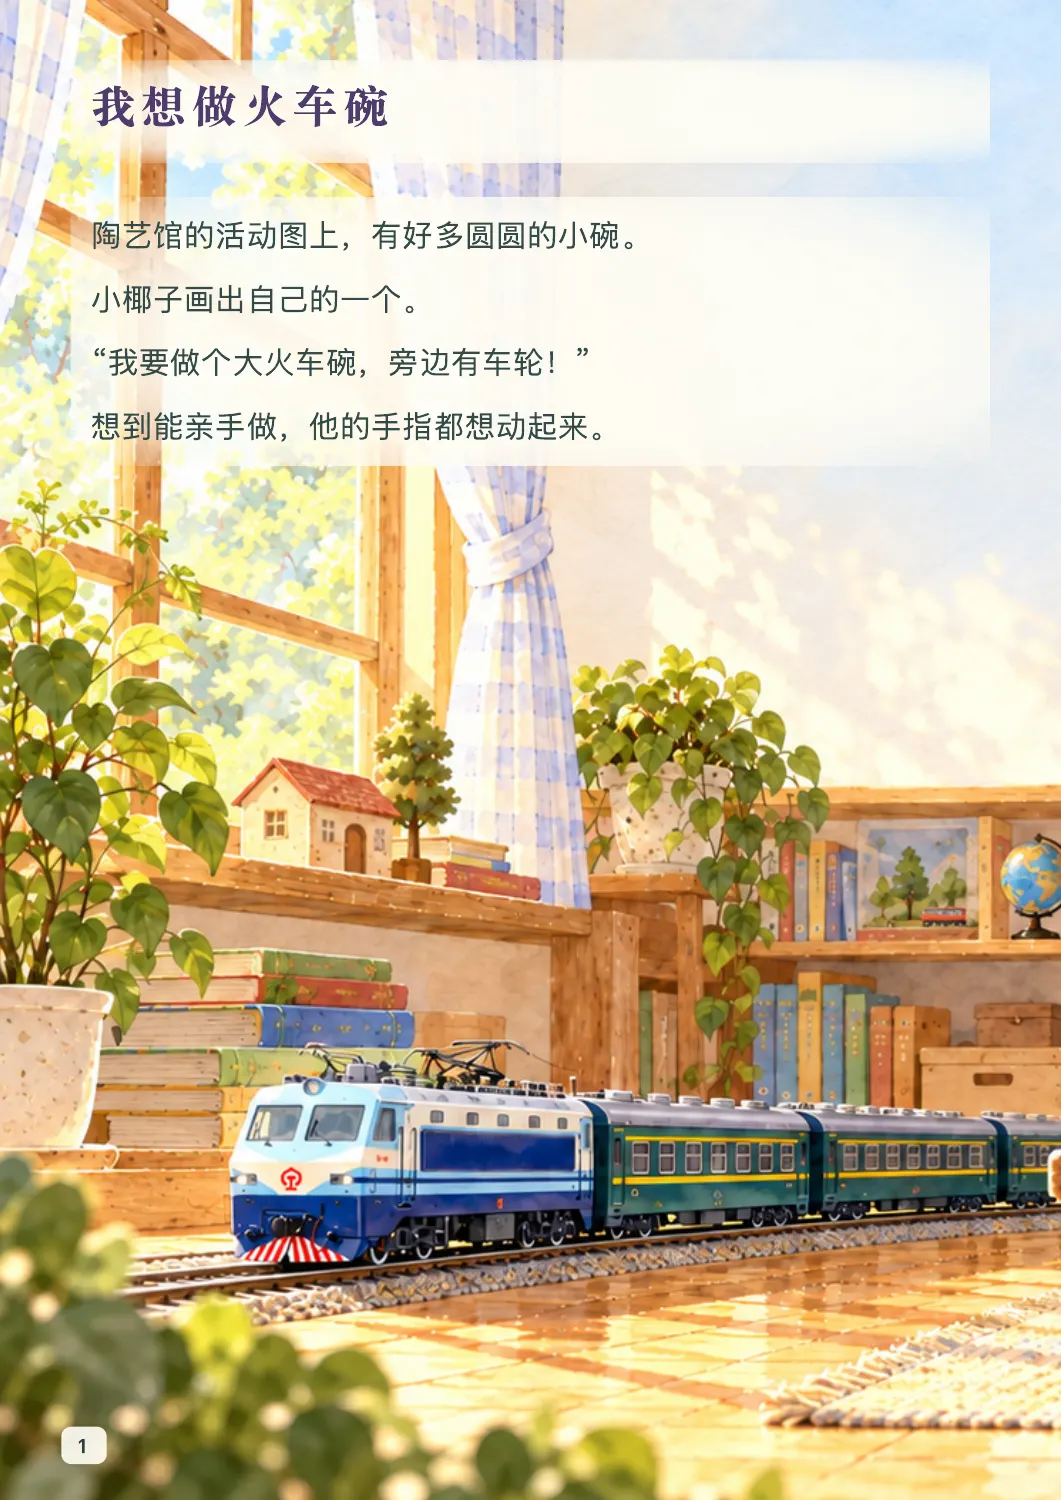 我想做火车碗
陶艺馆的活动图上，有好多圆圆的小碗。
小椰子画出自己的一个。
“我要做个大火车碗，旁边有车轮！”
想到能亲手做，他的手指都想动起来。
1